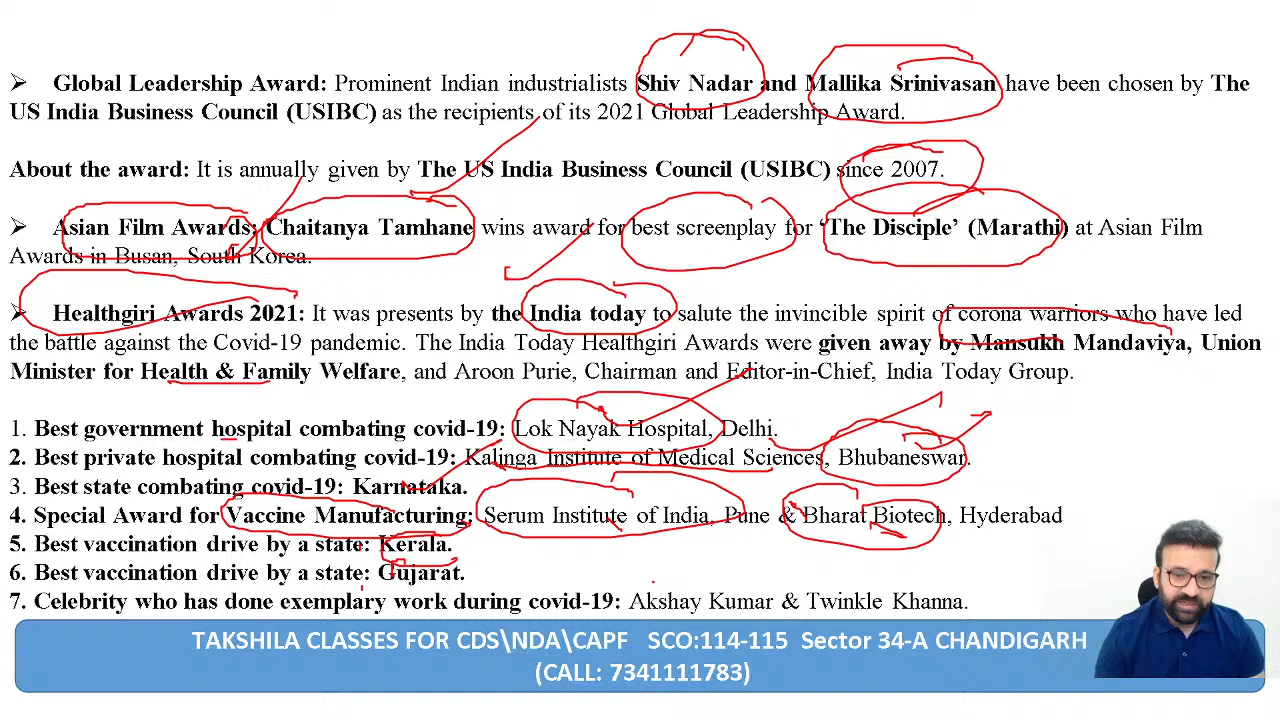 ➢ Global Leadership Award: Prominent Indian industrialists Shiv Nadar and Mallika Srinivasan have been chosen by The
US India Business Council (USIBC) as the recipients of its 2021 Global Leadership Award.
About the award: It is annually given by The US India Business Council (USIBC) since 2007.
➢ Asian Film Awards: Chaitanya Tamhane wins award for best screenplay for ‘The Disciple’ (Marathi) at Asian Film
Awards in Busan, South Korea.
➢ Healthgiri Awards 2021: It was presents by the India today to salute the invincible spirit of corona warriors who have led
the battle against the Covid-19 pandemic. The India Today Healthgiri Awards were given away by Mansukh Mandaviya, Union
Minister for Health & Family Welfare, and Aroon Purie, Chairman and Editor-in-Chief, India Today Group.
1. Best government hospital combating covid-19: Lok Nayak Hospital, Delhi.
2. Best private hospital combating covid-19: Kalinga Institute of Medical Sciences, Bhubaneswar.
3. Best state combating covid-19: Karnataka.
4. Special Award for Vaccine Manufacturing: Serum Institute of India, Pune & Bharat Biotech, Hyderabad
5. Best vaccination drive by a state: Kerala.
6. Best vaccination drive by a state: Gujarat.
7. Celebrity who has done exemplary work during covid-19: Akshay Kumar & Twinkle Khanna.
TAKSHILA CLASSES FOR CDS\NDA\CAPF SCO:114-115 Sector 34-A CHANDIGARH
(CALL: 7341111783)